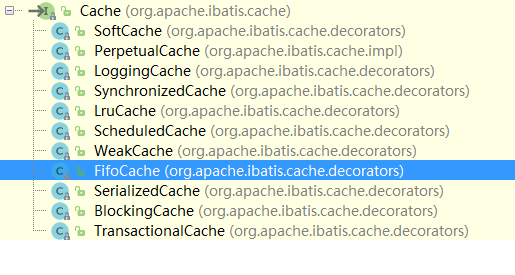 Cache (org.apache.ibatis.cache)
SoftCache (org.apache.ibatis.cache.decorators)
PerpetualCache (org.apache.ibatis.cache.impl)
LoggingCache (org.apache.ibatis.cache.decorators)
SynchronizedCache (org.apache.ibatis.cache.decorators)
LruCache (org.apache.ibatis.cache.decorators)
ScheduledCache (org.apache.ibatis.cache.decorators)
WeakCache (org.apache.ibatis.cache.decorators)
FifoCache (org.apache.ibatis.cache.decorators)
SerializedCache (org.apache.ibatis.cache.decorators)
BlockingCache (org.apache.ibatis.cache.decorators)
TransactionalCache (org.apache.ibatis.cache.decorators)